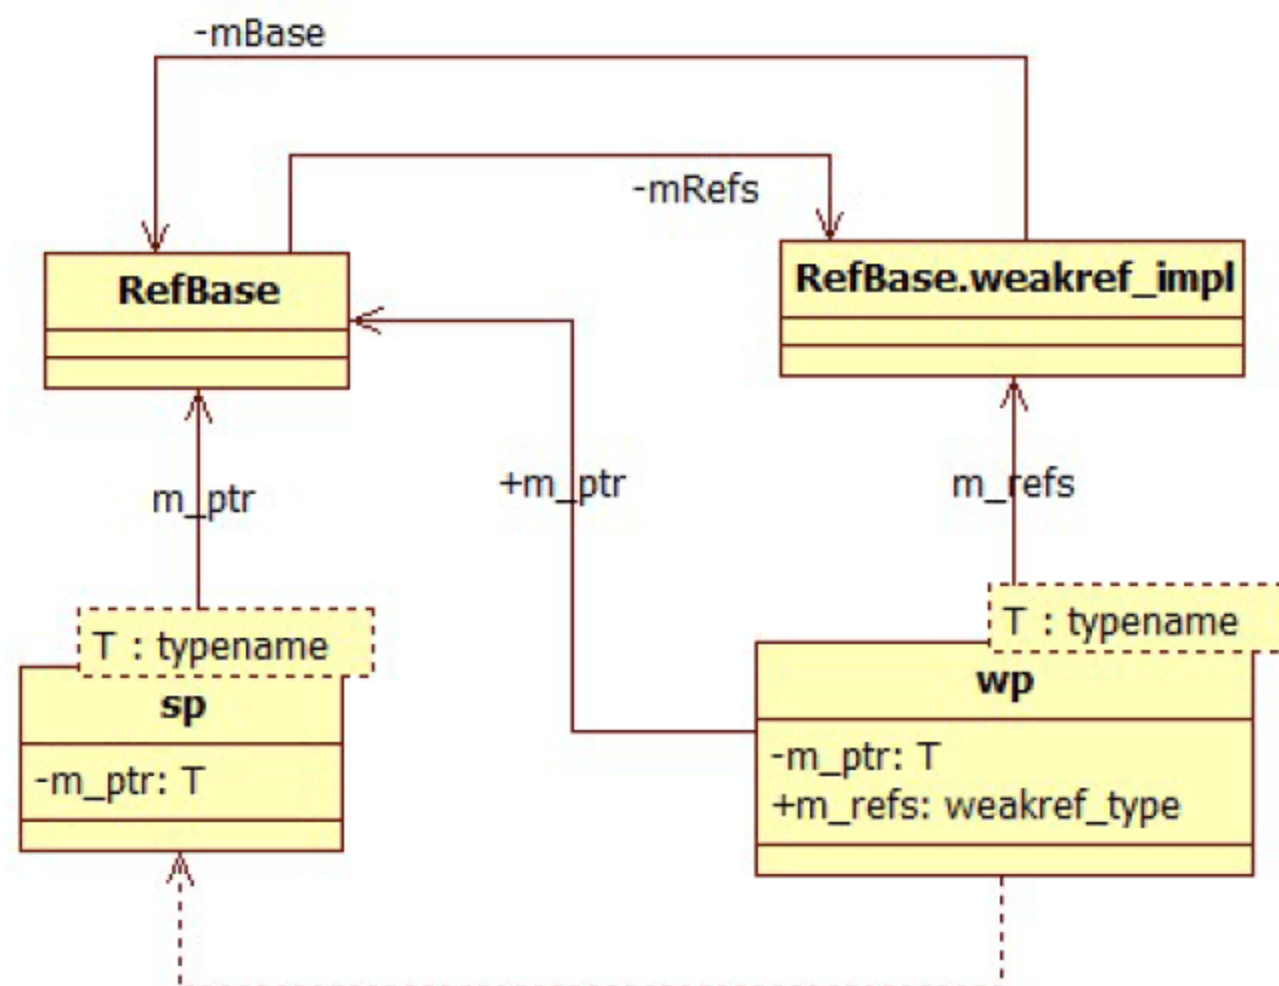 -mBase
-mRefs
RefBase
RefBase.weakref_impl
m_ptr
+m_ptr
m_refs
T : typename
sp
-m_ptr: T
T : typename
wp
-m_ptr: T
+m_refs: weakref_type